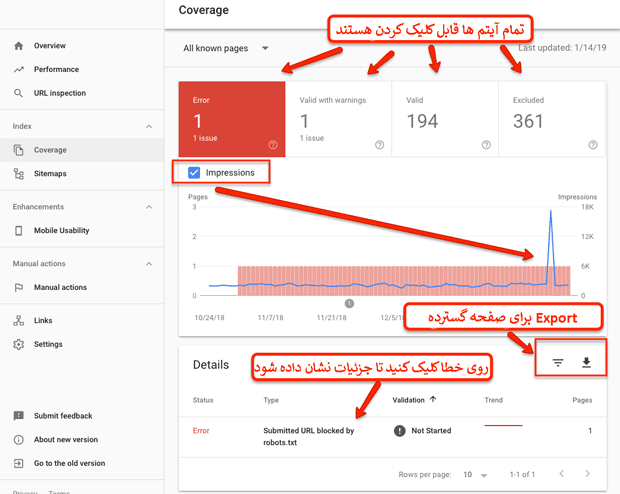 Coverage
All known pages
Last updated: 1/14/19
تمام آیتم ها قابل کلیک کردن هستند
Overview
Performance
URL inspection
Index
Coverage
Sitemaps
Enhancements
Mobile Usability
Manual actions
Manual actions
Links
Settings
Submit feedback
About new version
Go to the old version
Privacy Terms
Error
1
1 issue
Valid with warnings
1
1 issue
Valid
194
Excluded
361
Impressions
Pages
Impressions
3
2
1
0
18K
12K
6K
0
10/24/18
11/7/18
11/21/18
1
Export برای صفحه گسترده
Details
روی خطا کلیک کنید تا جزئیات نشان داده شود
Status
Type
Validation
Trend
Pages
Error
Submitted URL blocked by
robots.txt
Not Started
1
Rows per page: 10
1-1 of 1